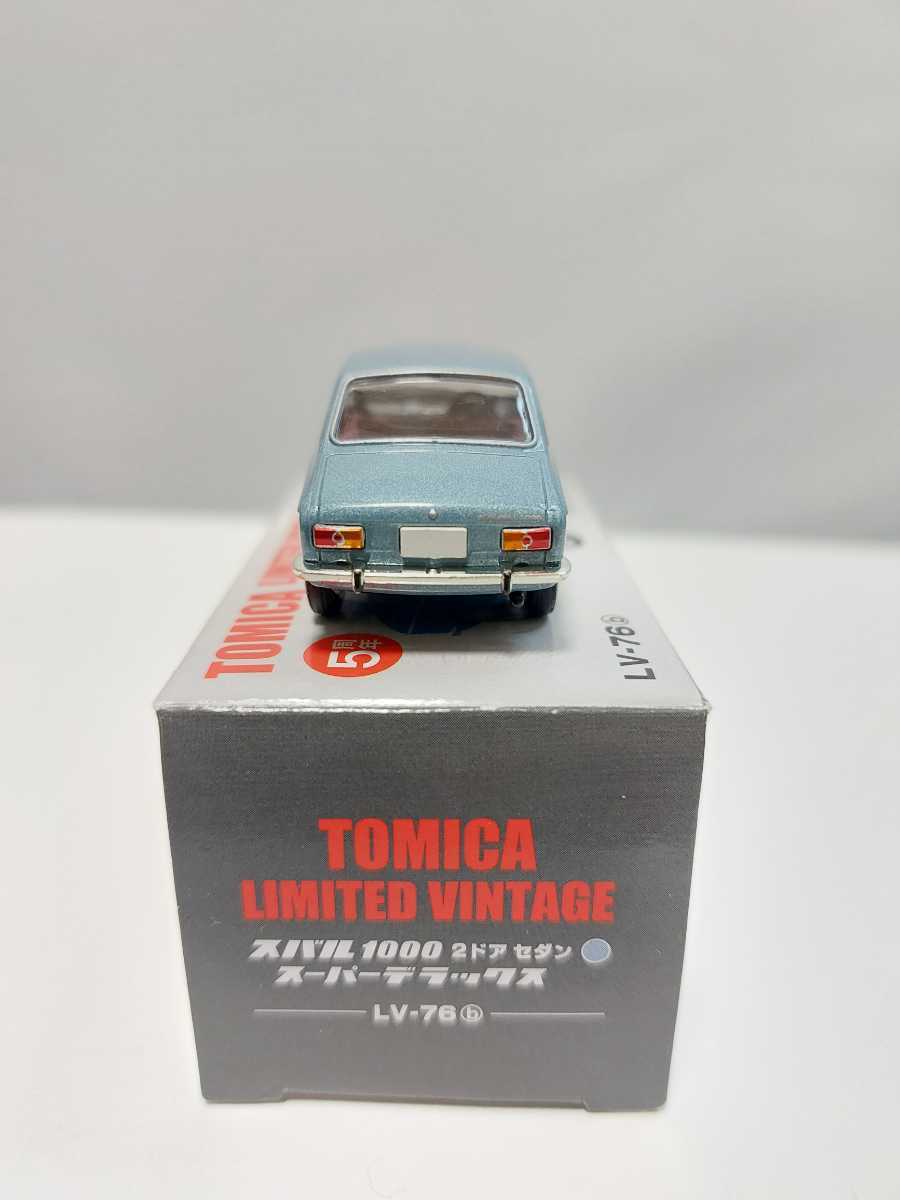 TOMICA
5周年
LV-76ⓑ
TOMICA
LIMITED VINTAGE
スバル1000 2ドア セダン
スーパーデラックス
LV-76ⓑ